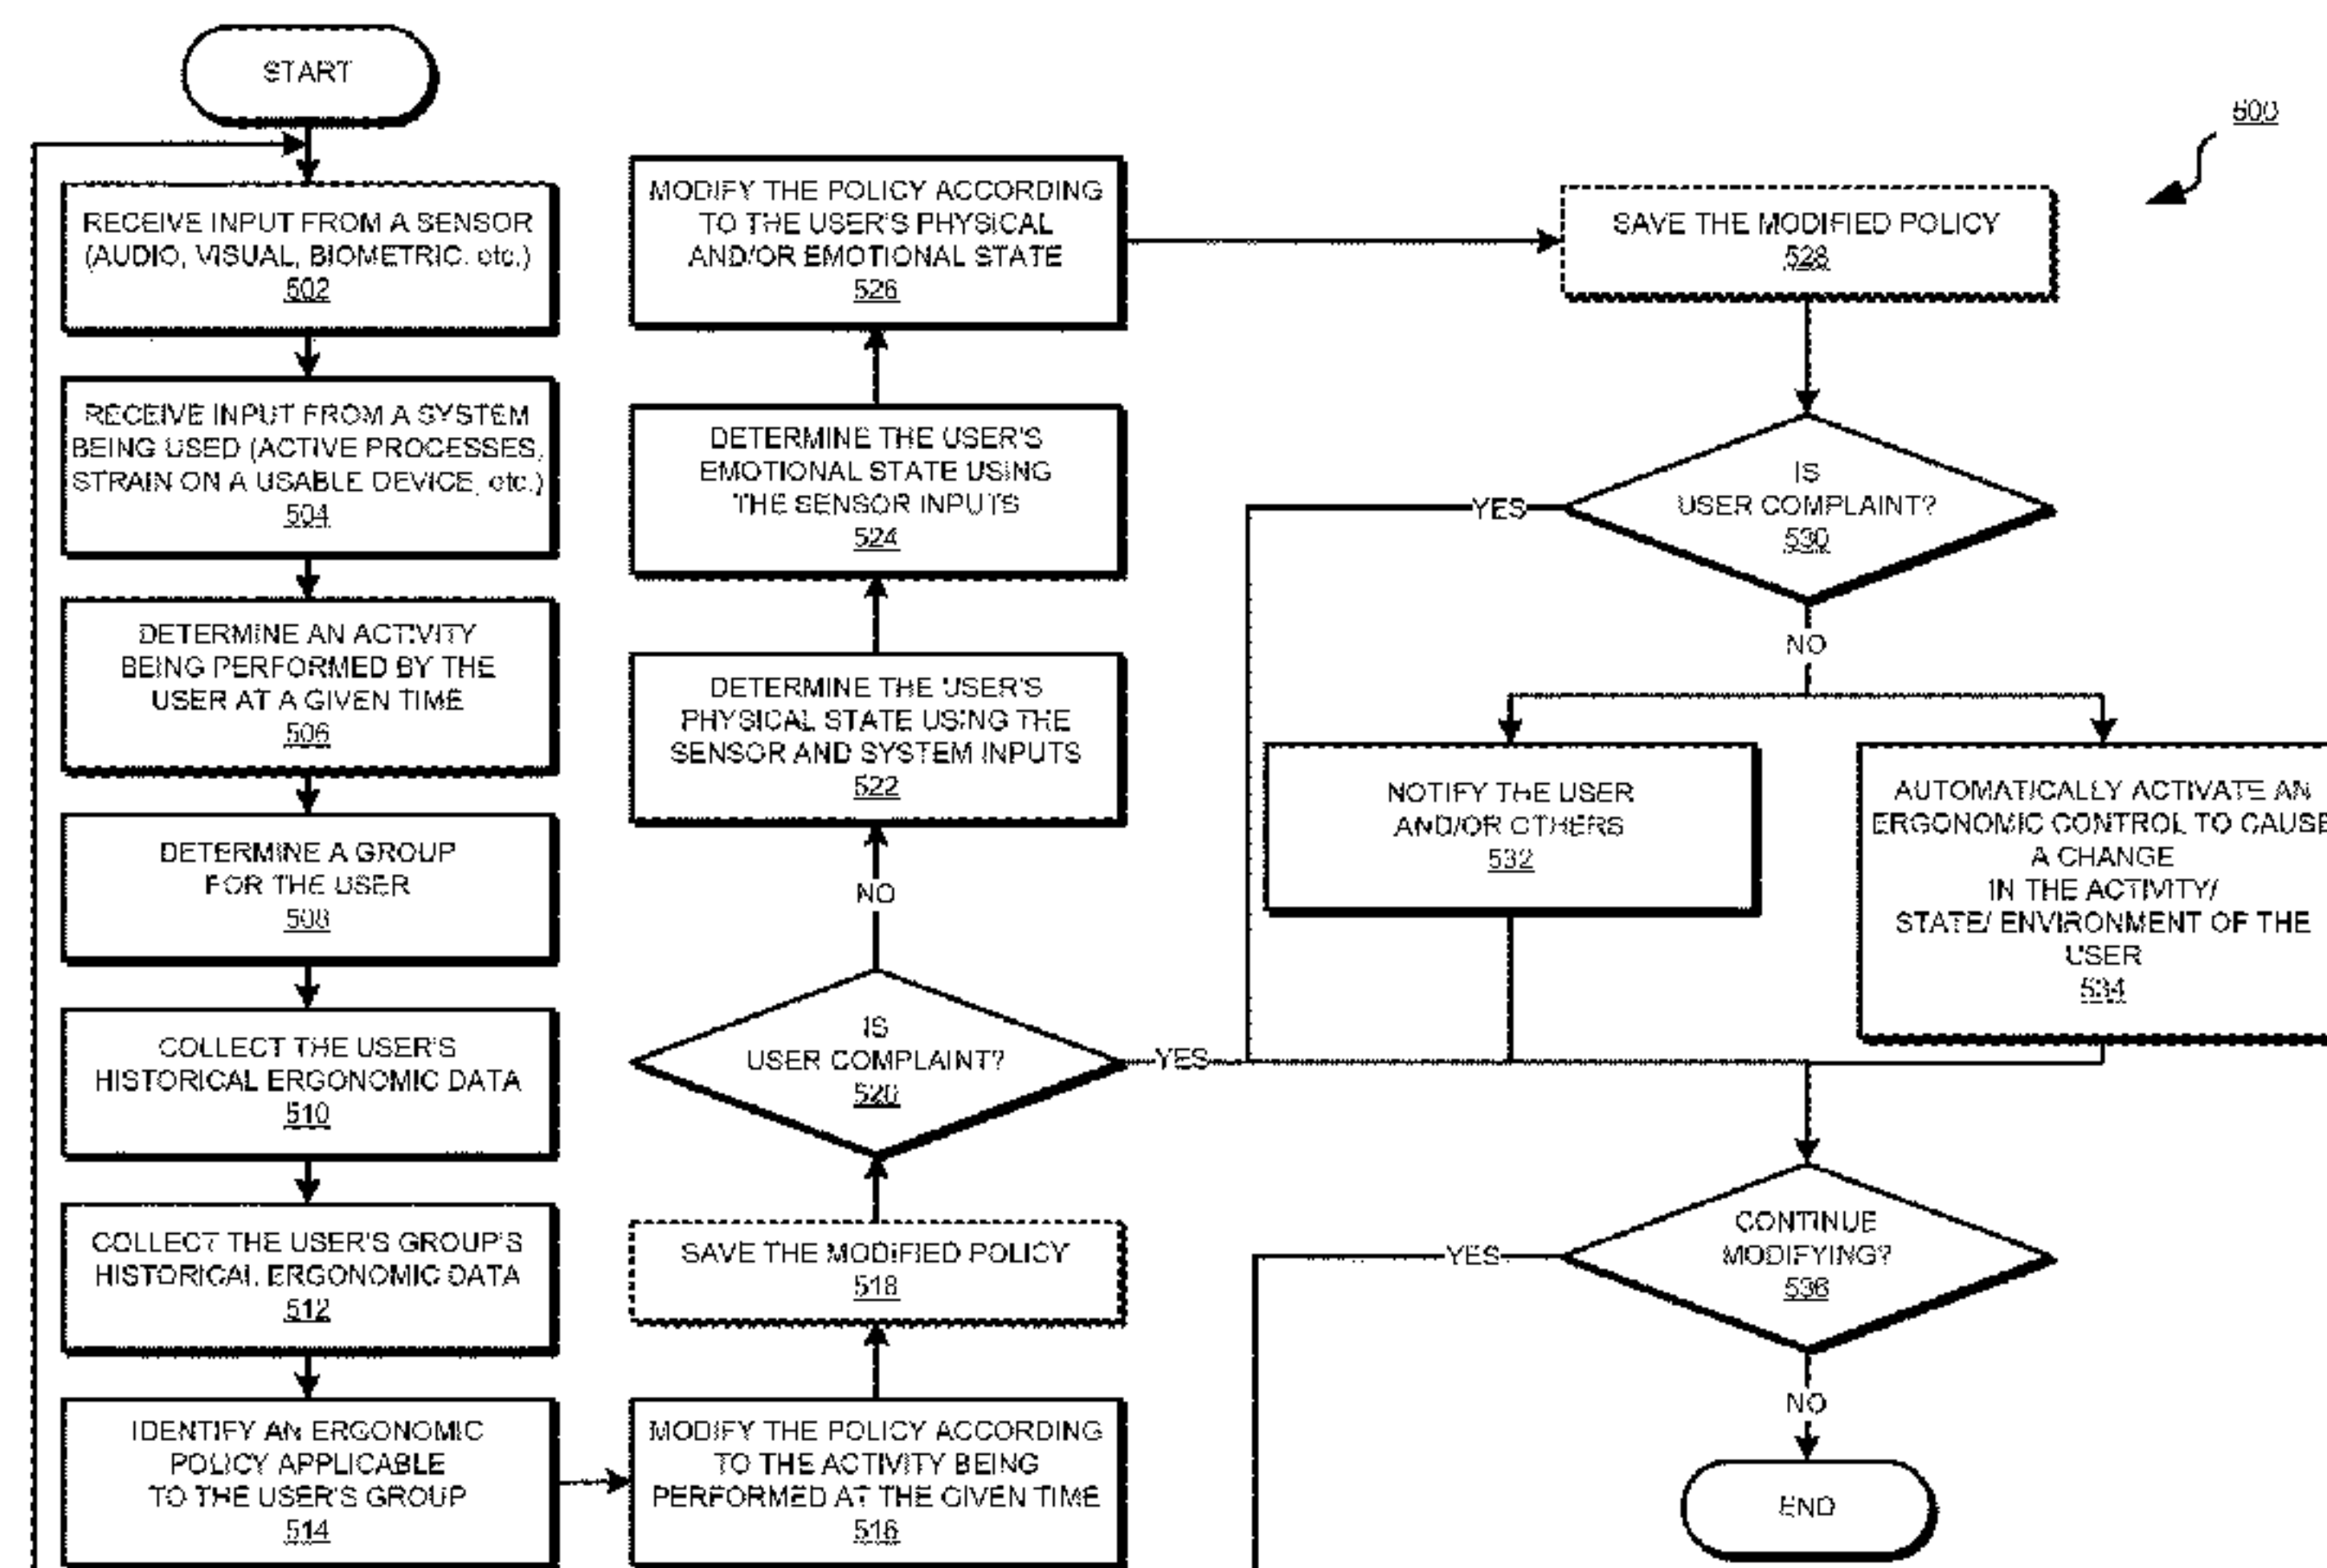 START
500
RECEIVE INPUT FROM A SENSOR
(AUDIO, VISUAL, BIOMETRIC. etc.)
502
RECEIVE INPUT FROM A SYSTEM
BEING USED (ACTIVE PROCESSES,
STRAIN ON A USABLE DEVICE, etc.)
504
DETERMINE AN ACTIVITY
BEING PERFORMED BY THE
USER AT A GIVEN TIME
506
DETERMINE A GROUP
FOR THE USER
508
COLLECT THE USER'S
HISTORICAL ERGONOMIC DATA
510
COLLECT THE USER'S GROUP'S
HISTORICAL ERGONOMIC DATA
512
IDENTIFY AN ERGONOMIC
POLICY APPLICABLE
TO THE USER'S GROUP
514
MODIFY THE POLICY ACCORDING
TO THE ACTIVITY BEING
PERFORMED AT THE GIVEN TIME
516
SAVE THE MODIFIED POLICY
518
IS
USER COMPLAINT?
520
YES
NO
DETERMINE THE USER'S
PHYSICAL STATE USING THE
SENSOR AND SYSTEM INPUTS
522
DETERMINE THE USER'S
EMOTIONAL STATE USING
THE SENSOR INPUTS
524
MODIFY THE POLICY ACCORDING
TO THE USER'S PHYSICAL
AND/OR EMOTIONAL STATE
526
SAVE THE MODIFIED POLICY
528
IS
USER COMPLAINT?
530
YES
NO
NOTIFY THE USER
AND/OR OTHERS
532
AUTOMATICALLY ACTIVATE AN
ERGONOMIC CONTROL TO CAUSE
A CHANGE
IN THE ACTIVITY/
STATE/ ENVIRONMENT OF THE
USER
534
CONTINUE
MODIFYING?
536
YES
NO
END